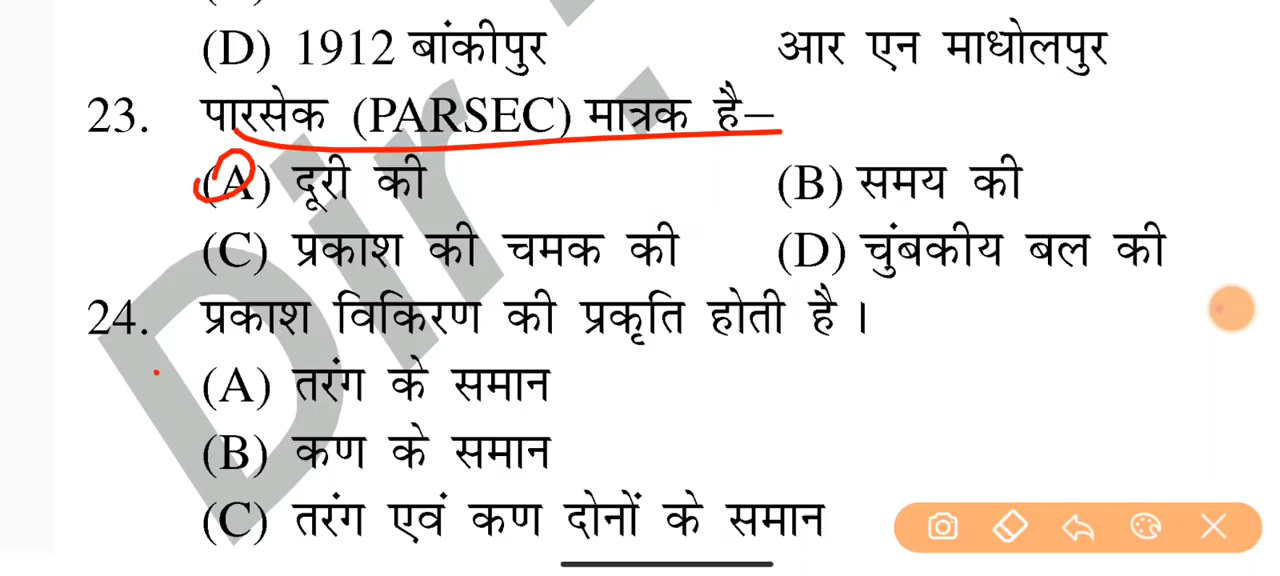 (D) 1912 बांकीपुर आर एन माधोलपुर
23. पारसेक (PARSEC) मात्रक है–
(A) दूरी की (B) समय की
(C) प्रकाश की चमक की (D) चुंबकीय बल की
24. प्रकाश विकिरण की प्रकृति होती है ।
(A) तरंग के समान
(B) कण के समान
(C) तरंग एवं कण दोनों के समान
Dir.